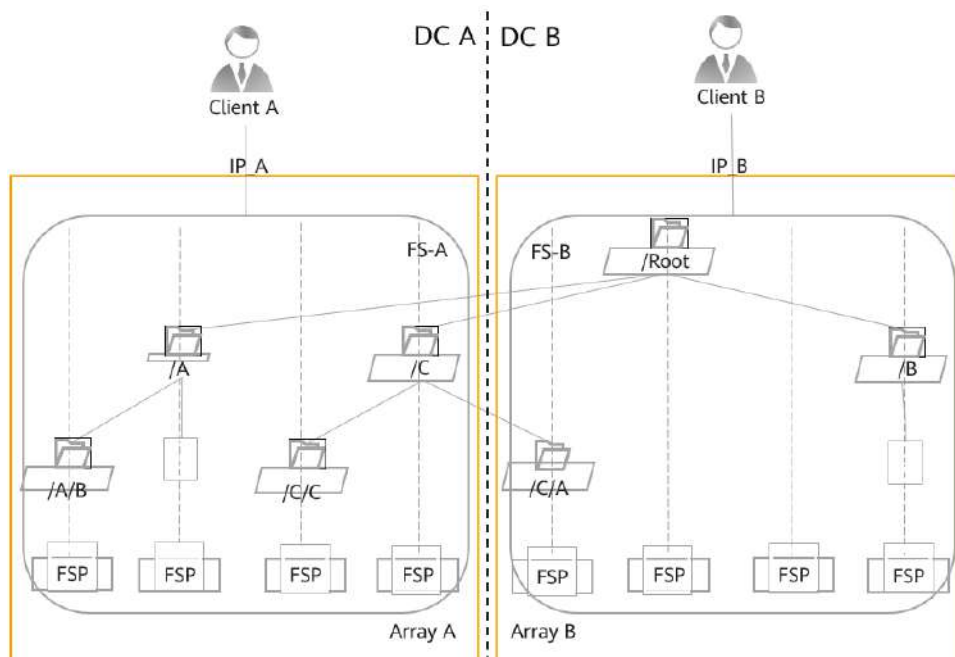 DC A DC B
Client A
Client B
IP_A
IP_B
FS-A
FS-B
/Root
/A
/C
/B
/A/B
/C/C
/C/A
FSP FSP FSP FSP FSP FSP FSP FSP
Array A Array B